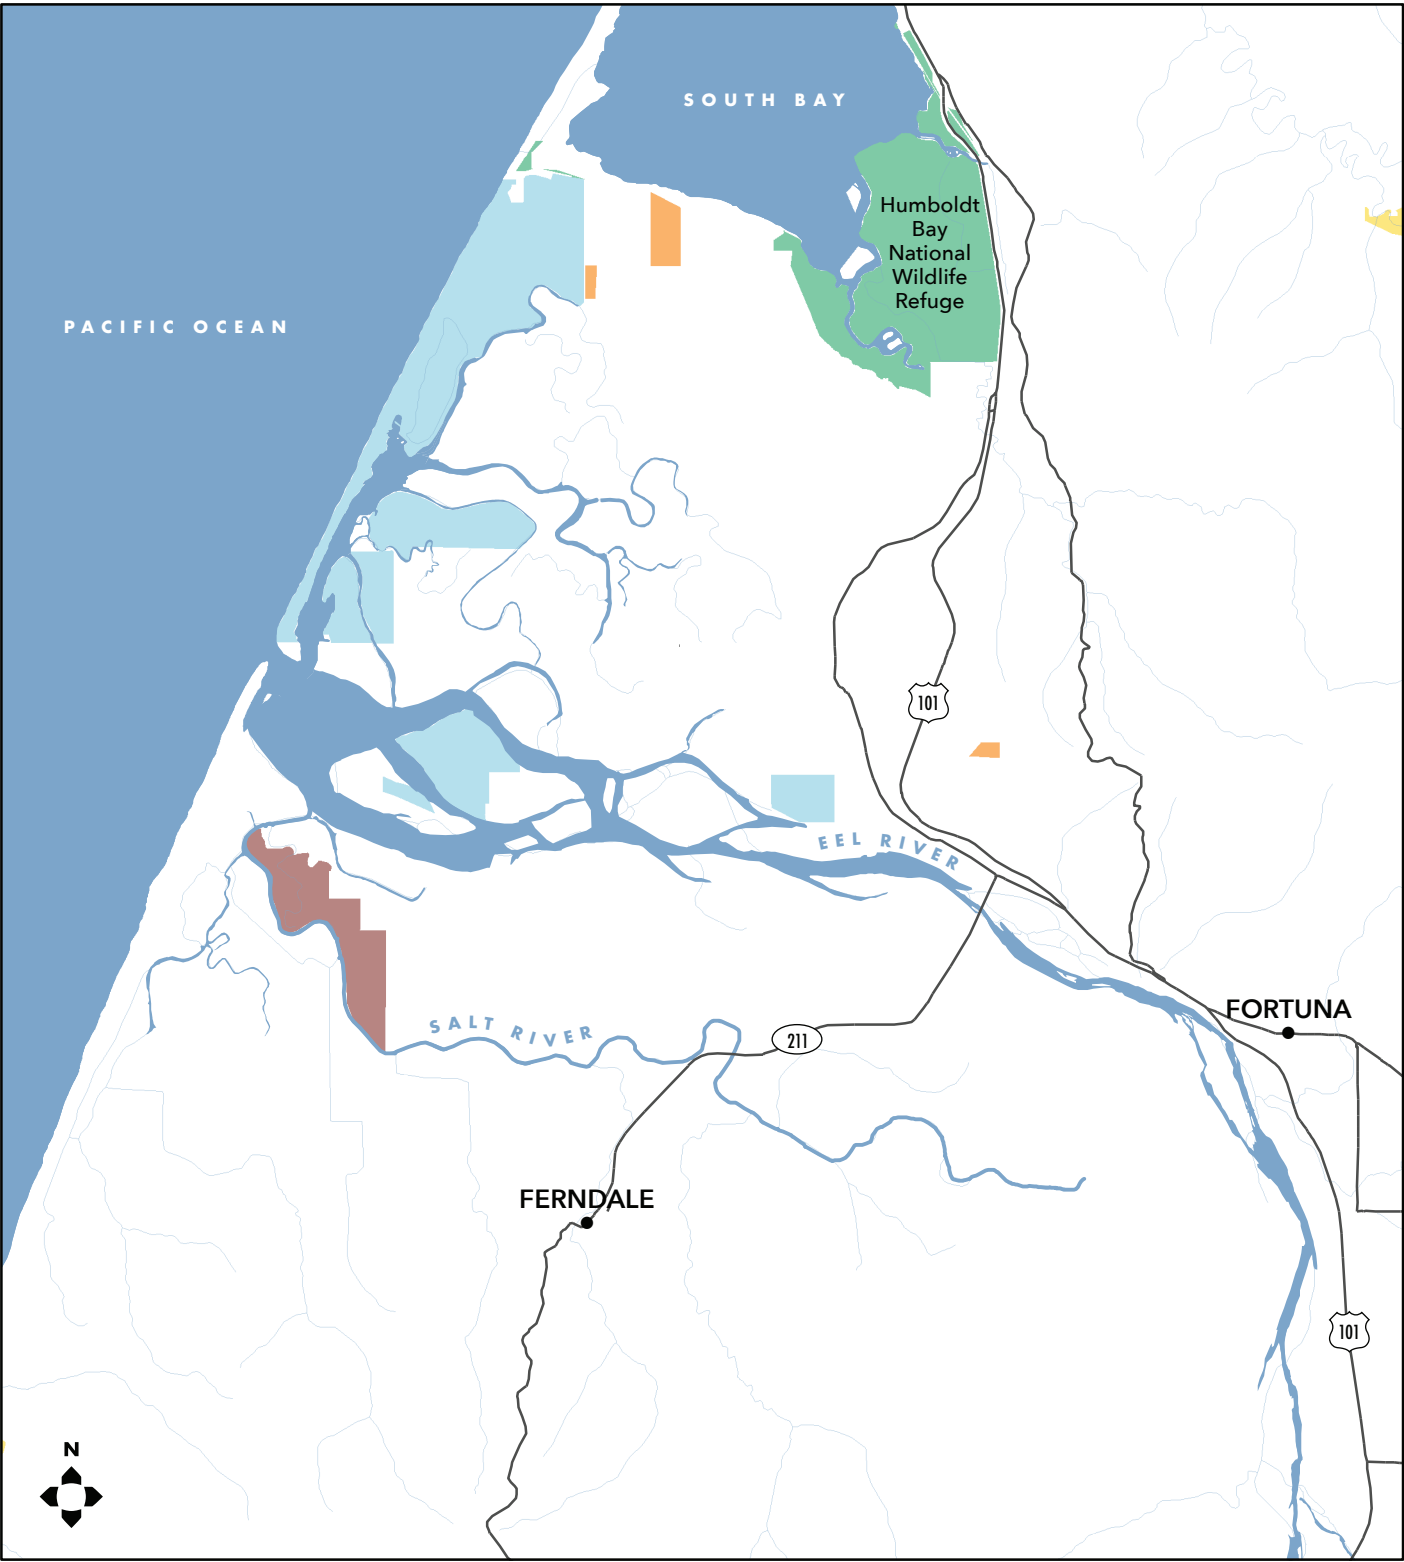 SOUTH BAY
Humboldt
Bay
National
Wildlife
Refuge
PACIFIC OCEAN
101
EEL RIVER
FORTUNA
SALT RIVER
211
FERNDALE
101
N